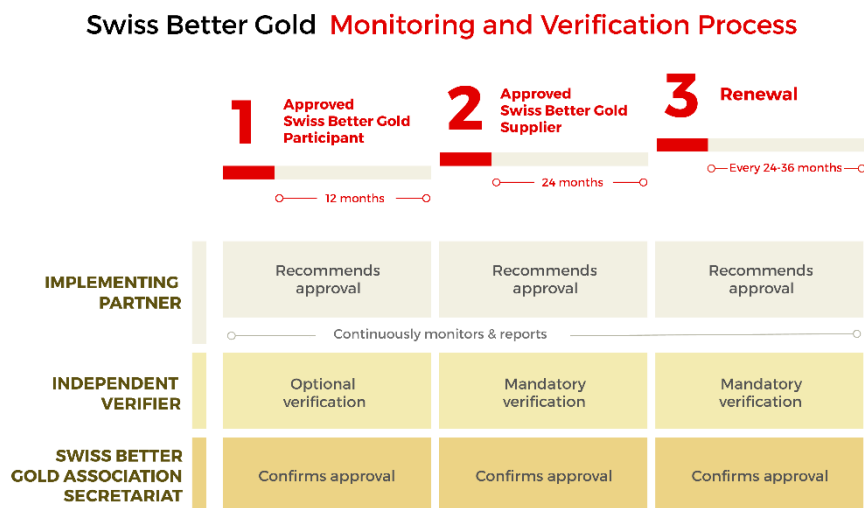 Swiss Better Gold Monitoring and Verification Process
1
Approved
Swiss Better Gold
Participant
12 months
2
Approved
Swiss Better Gold
Supplier
24 months
3
Renewal
Every 24-36 months
IMPLEMENTING
PARTNER
Recommends
approval
Recommends
approval
Recommends
approval
Continuously monitors & reports
INDEPENDENT
VERIFIER
Optional
verification
Mandatory
verification
Mandatory
verification
SWISS BETTER
GOLD ASSOCIATION
SECRETARIAT
Confirms approval
Confirms approval
Confirms approval